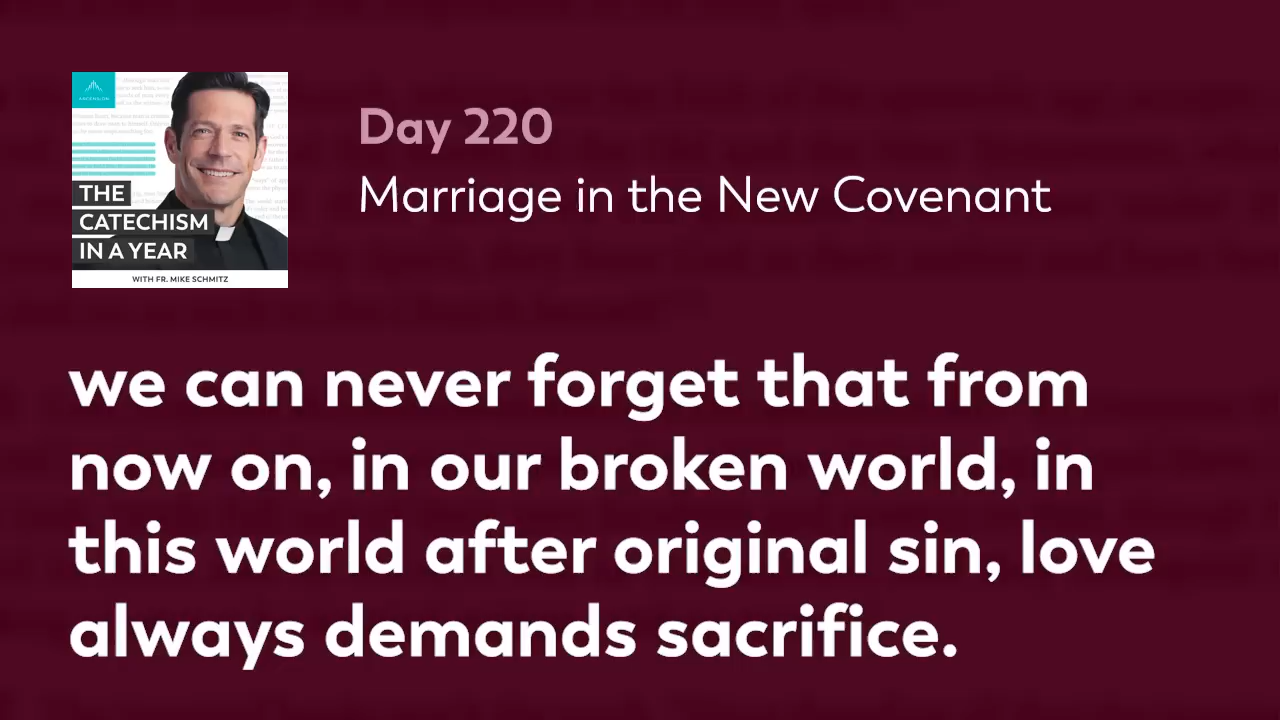 ASCENSION
THE
CATECHISM
IN A YEAR
WITH FR. MIKE SCHMITZ
Day 220
Marriage in the New Covenant
we can never forget that from
now on, in our broken world, in
this world after original sin, love
always demands sacrifice.